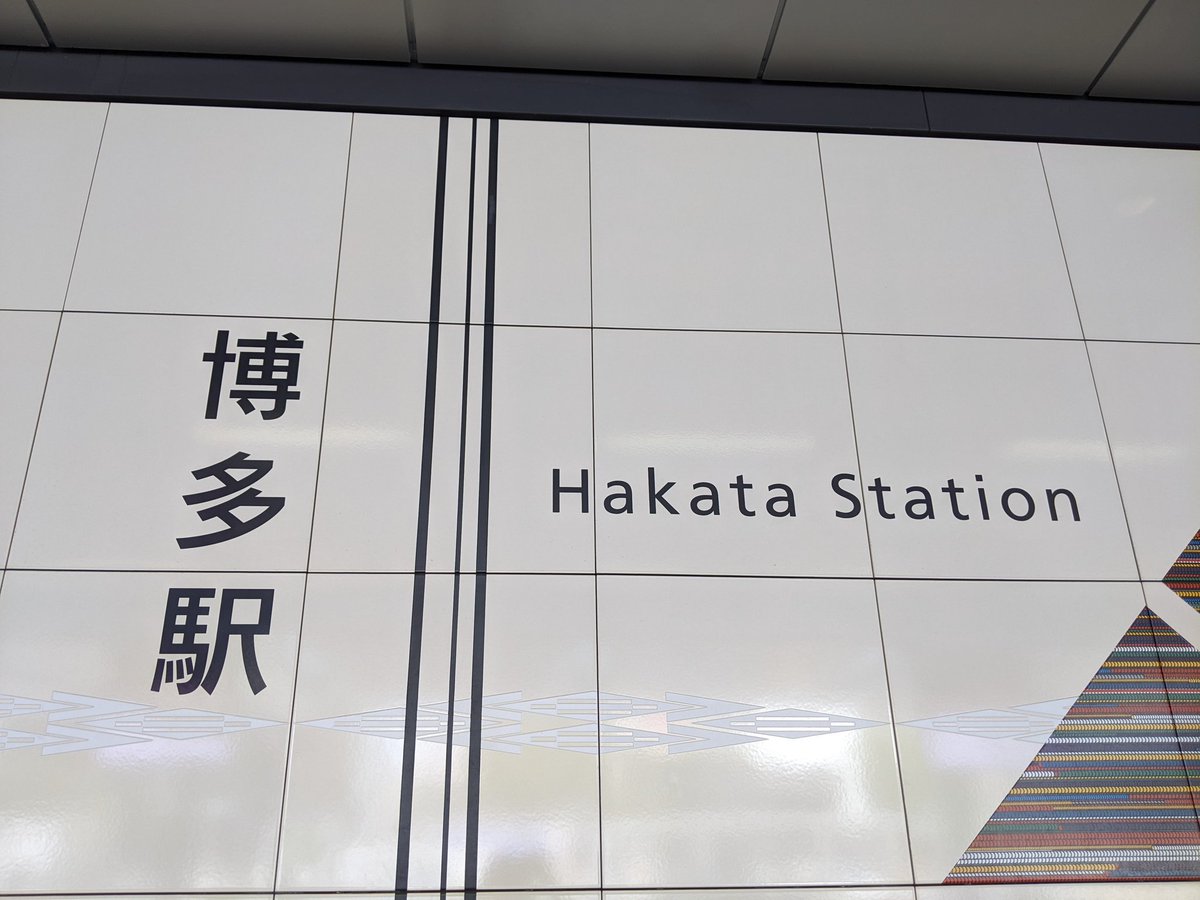 博多駅
Hakata Station